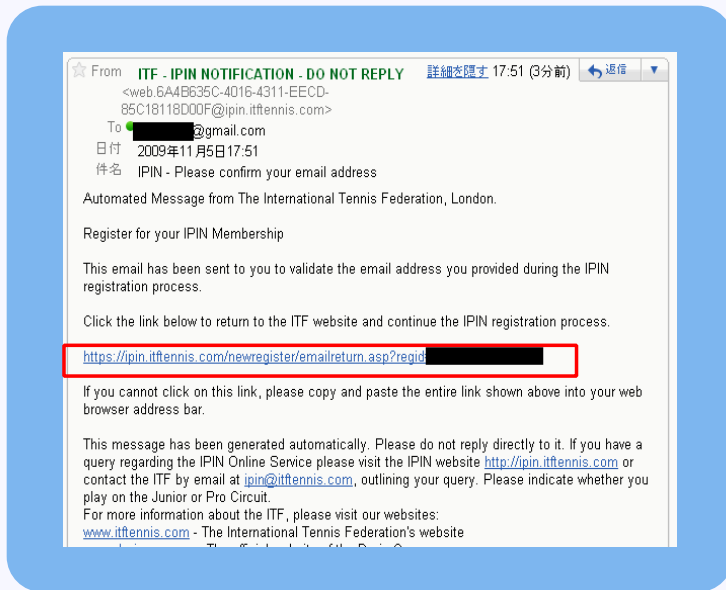 From ITF - IPIN NOTIFICATION - DO NOT REPLY 詳細を隠す 17:51 (3分前) 返信
<web.6A4B635C-4016-4311-EECD-
85C18118D00F@ipin.itftennis.com>
To @gmail.com
日付 2009年11月5日17:51
件名 IPIN - Please confirm your email address
Automated Message from The International Tennis Federation, London.
Register for your IPIN Membership
This email has been sent to you to validate the email address you provided during the IPIN
registration process.
Click the link below to return to the ITF website and continue the IPIN registration process.
https://ipin.itftennis.com/newregister/emailreturn.asp?regid
If you cannot click on this link, please copy and paste the entire link shown above into your web
browser address bar.
This message has been generated automatically. Please do not reply directly to it. If you have a
query regarding the IPIN Online Service please visit the IPIN website http://ipin.itftennis.com or
contact the ITF by email at ipin@itftennis.com, outlining your query. Please indicate whether you
play on the Junior or Pro Circuit.
For more information about the ITF, please visit our websites:
www.itftennis.com - The International Tennis Federation's website